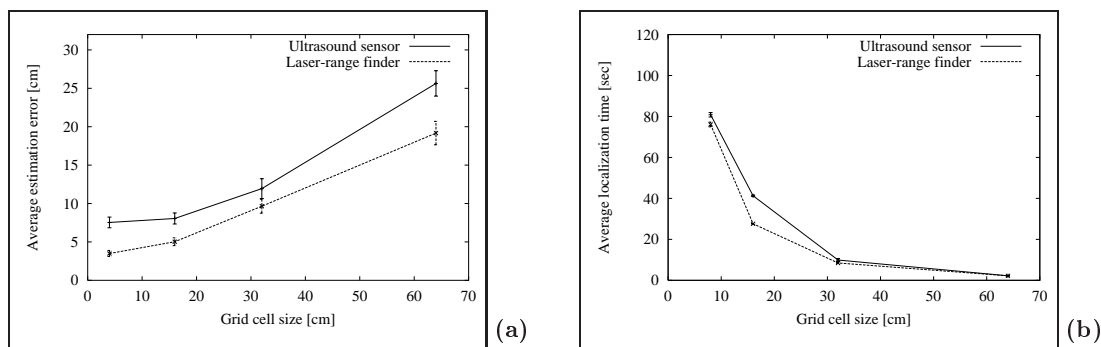 30
25
20
15
10
5
0
Average estimation error [cm]
Ultrasound sensor
Laser-range finder
0 10 20 30 40 50 60 70
Grid cell size [cm]
(a)
120
100
80
60
40
20
0
Average localization time [sec]
Ultrasound sensor
Laser-range finder
0 10 20 30 40 50 60 70
Grid cell size [cm]
(b)